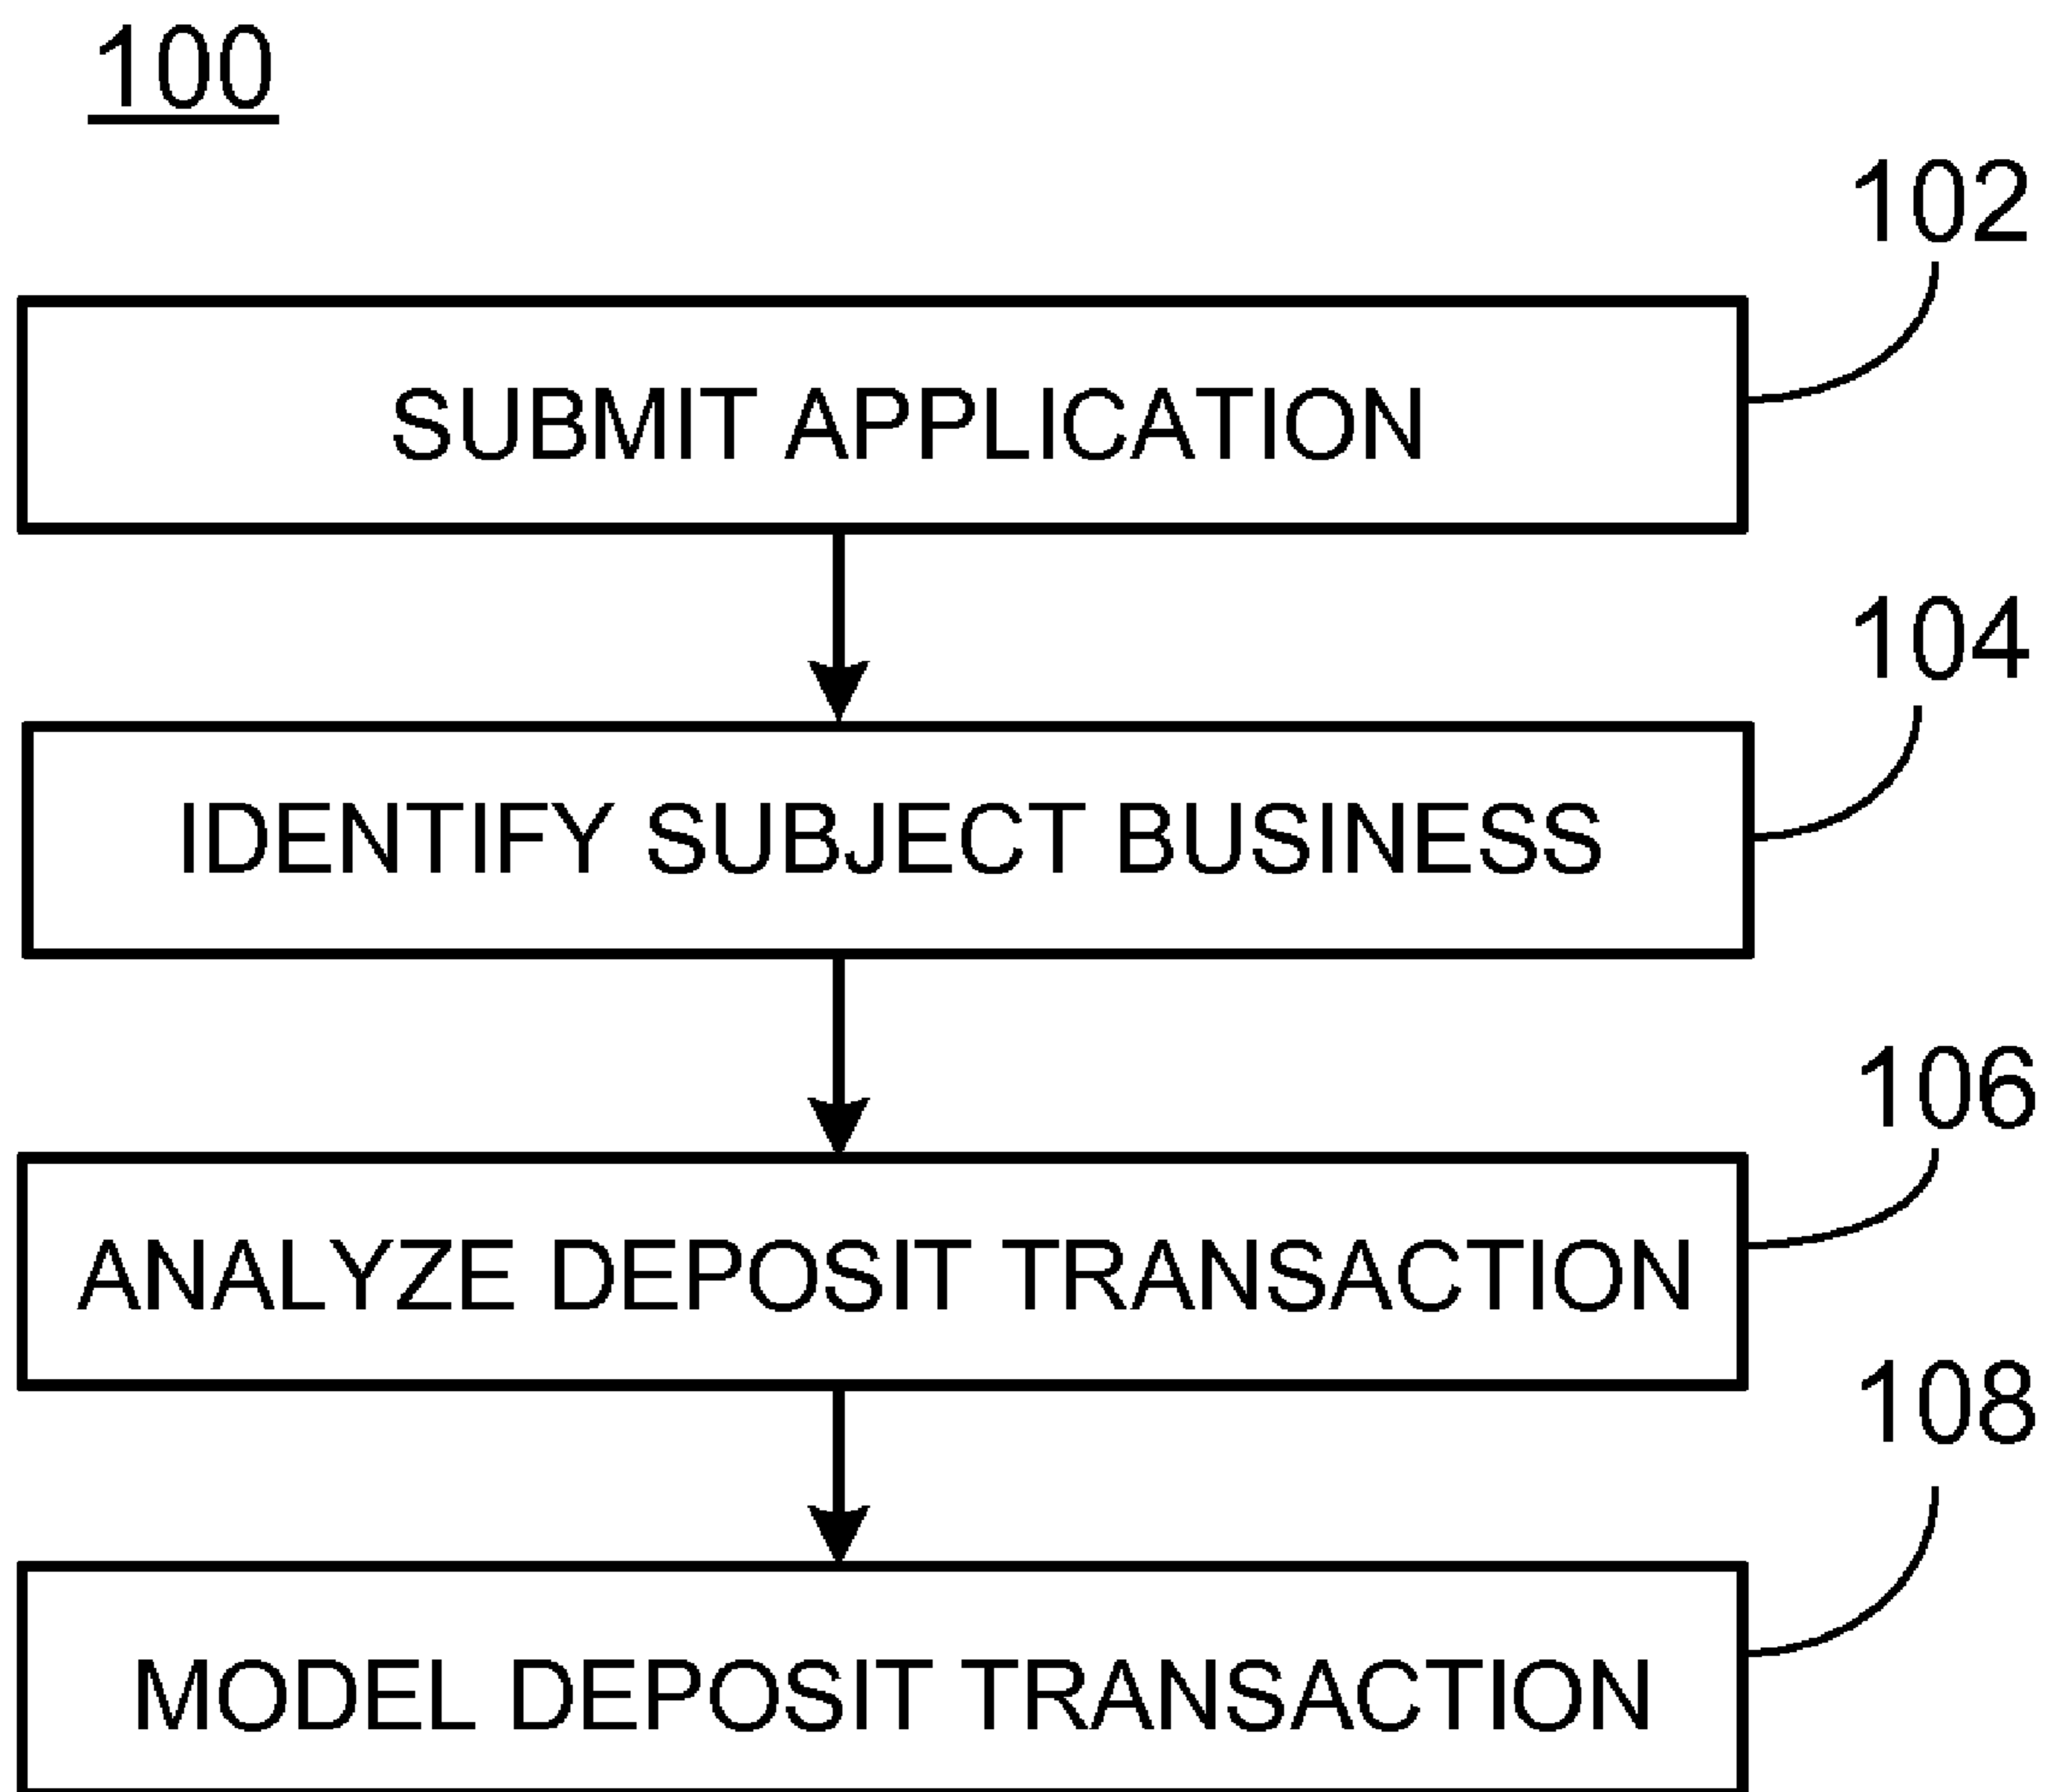 100
102
SUBMIT APPLICATION
104
IDENTIFY SUBJECT BUSINESS
106
ANALYZE DEPOSIT TRANSACTION
108
MODEL DEPOSIT TRANSACTION